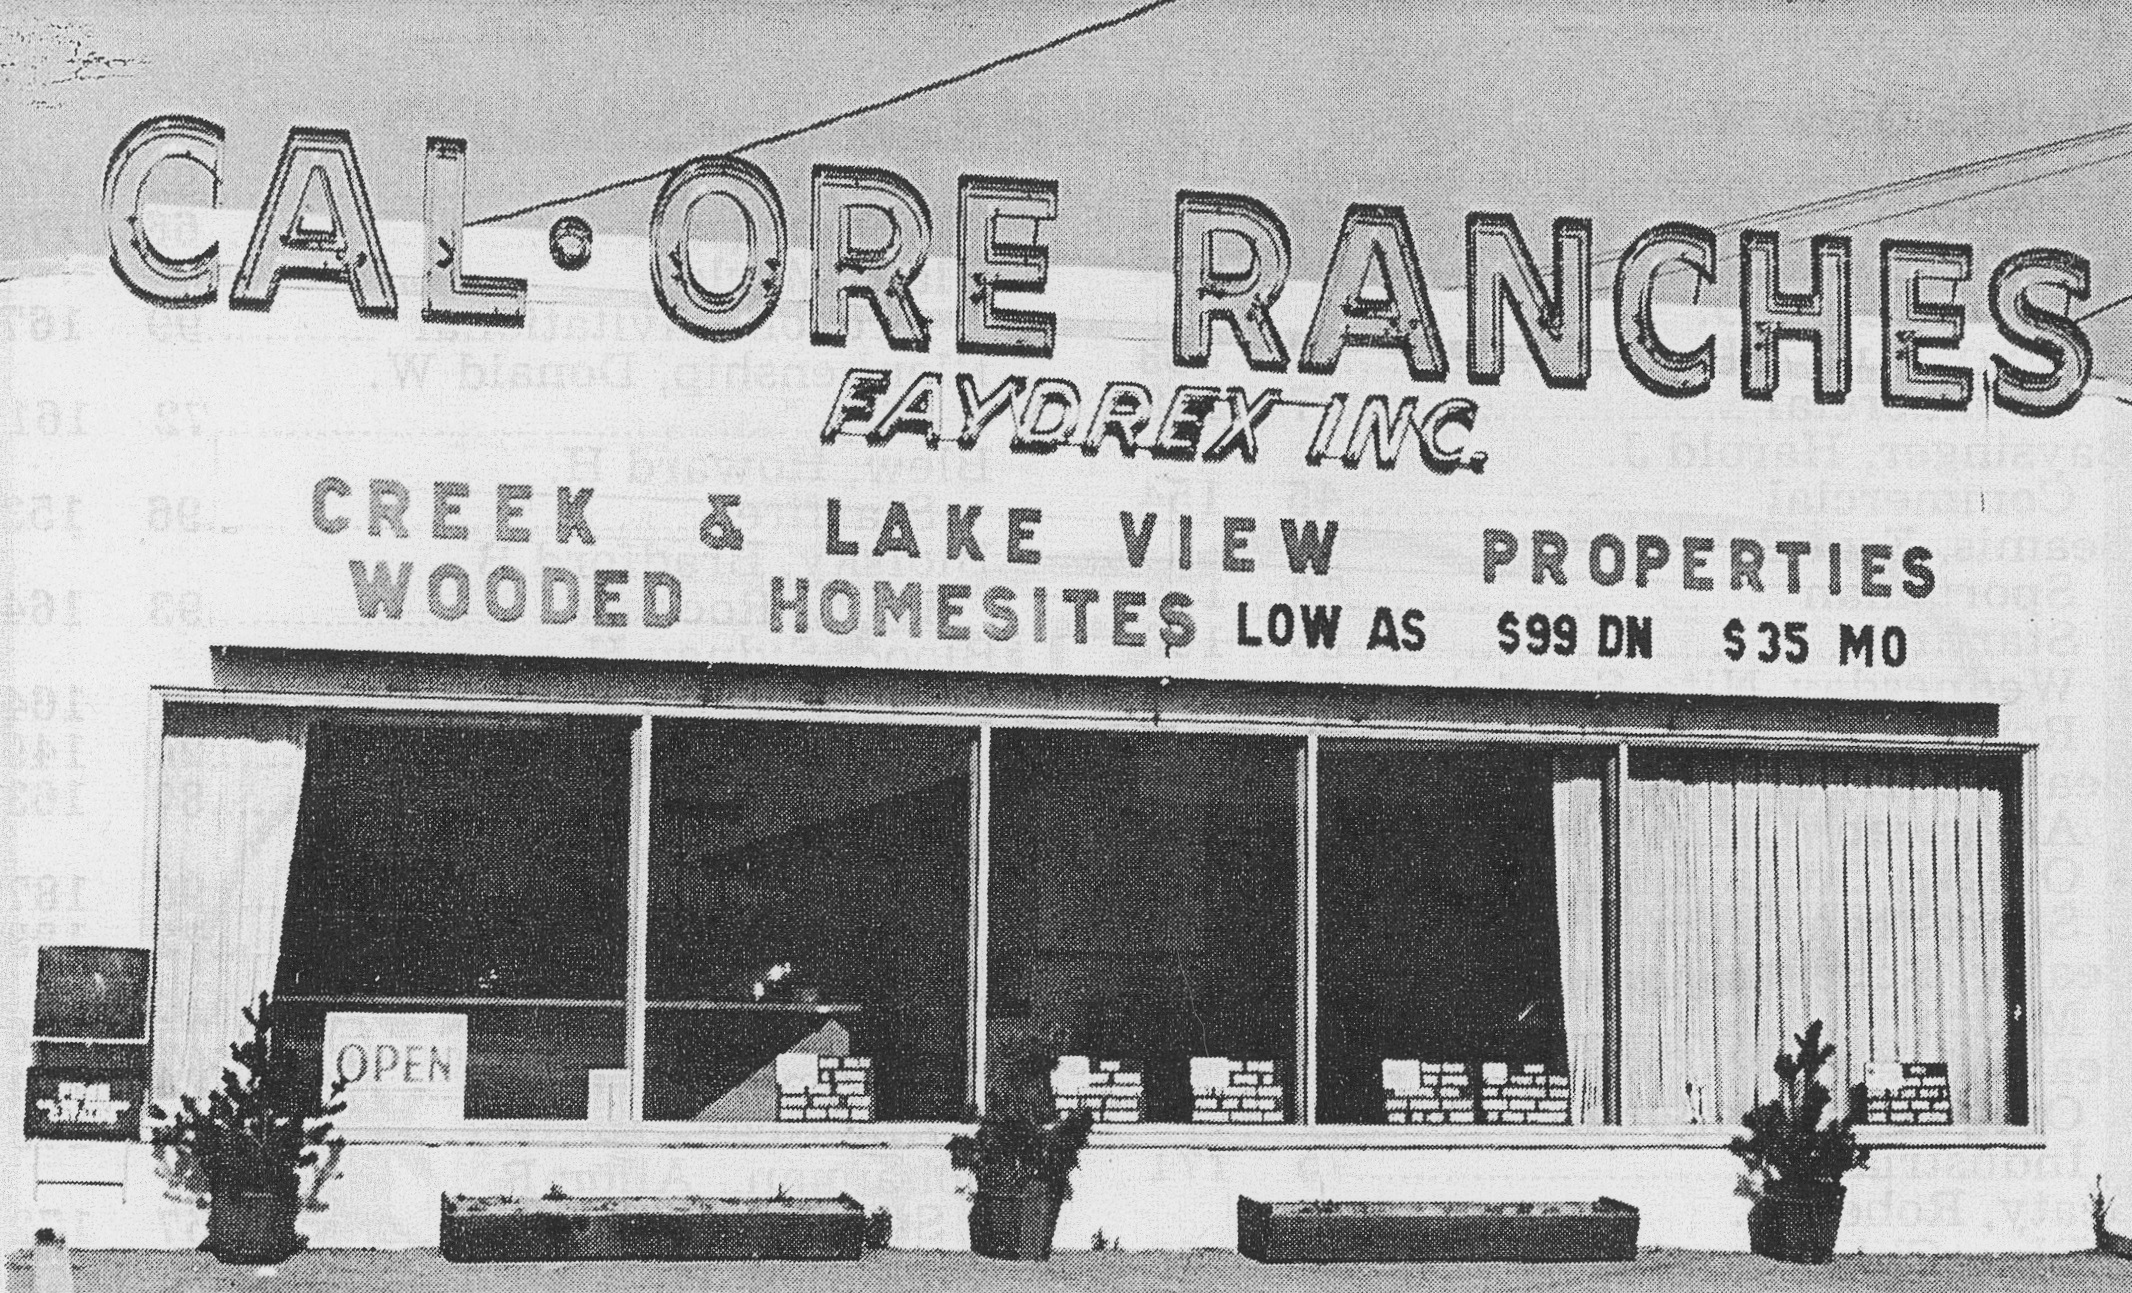 CAL·ORE RANCHES
FAYDREX INC.
CREEK & LAKE VIEW PROPERTIES
WOODED HOMESITES LOW AS $99 DN $35 MO
OPEN